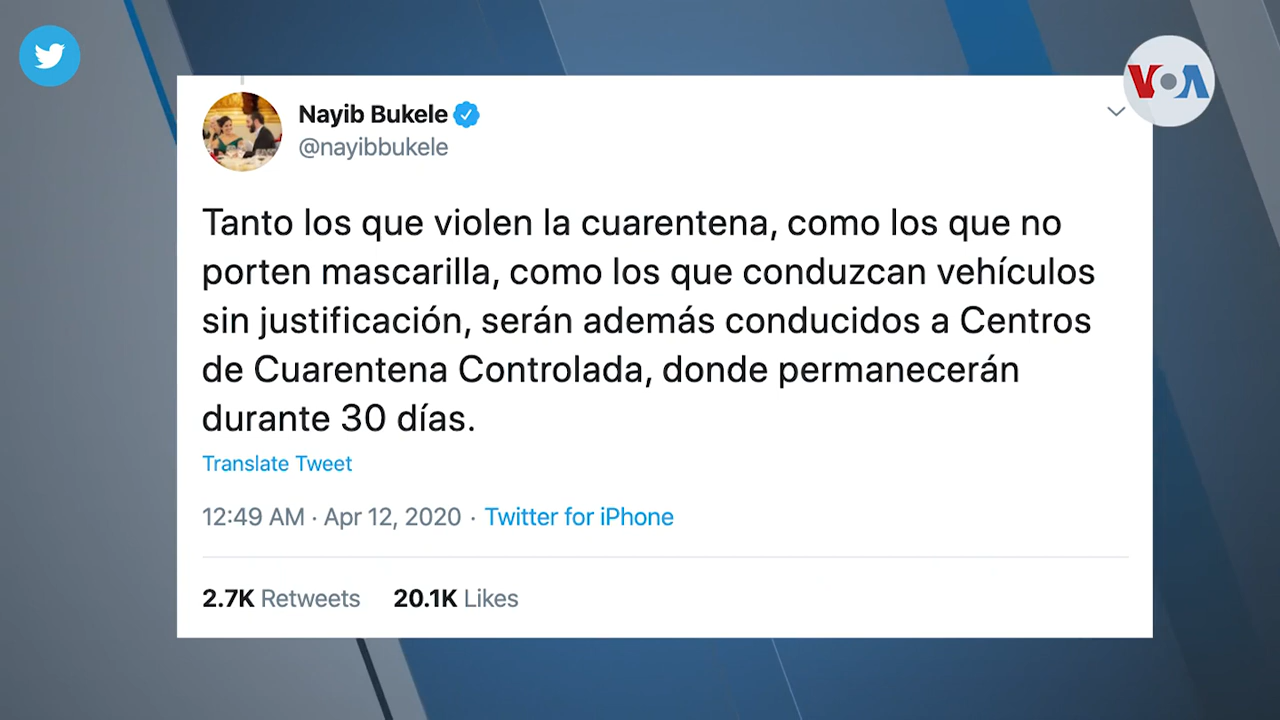 VOA
Nayib Bukele
@nayibbukele
Tanto los que violen la cuarentena, como los que no
porten mascarilla, como los que conduzcan vehículos
sin justificación, serán además conducidos a Centros
de Cuarentena Controlada, donde permanecerán
durante 30 días.
Translate Tweet
12:49 AM · Apr 12, 2020 · Twitter for iPhone
2.7K Retweets 20.1K Likes